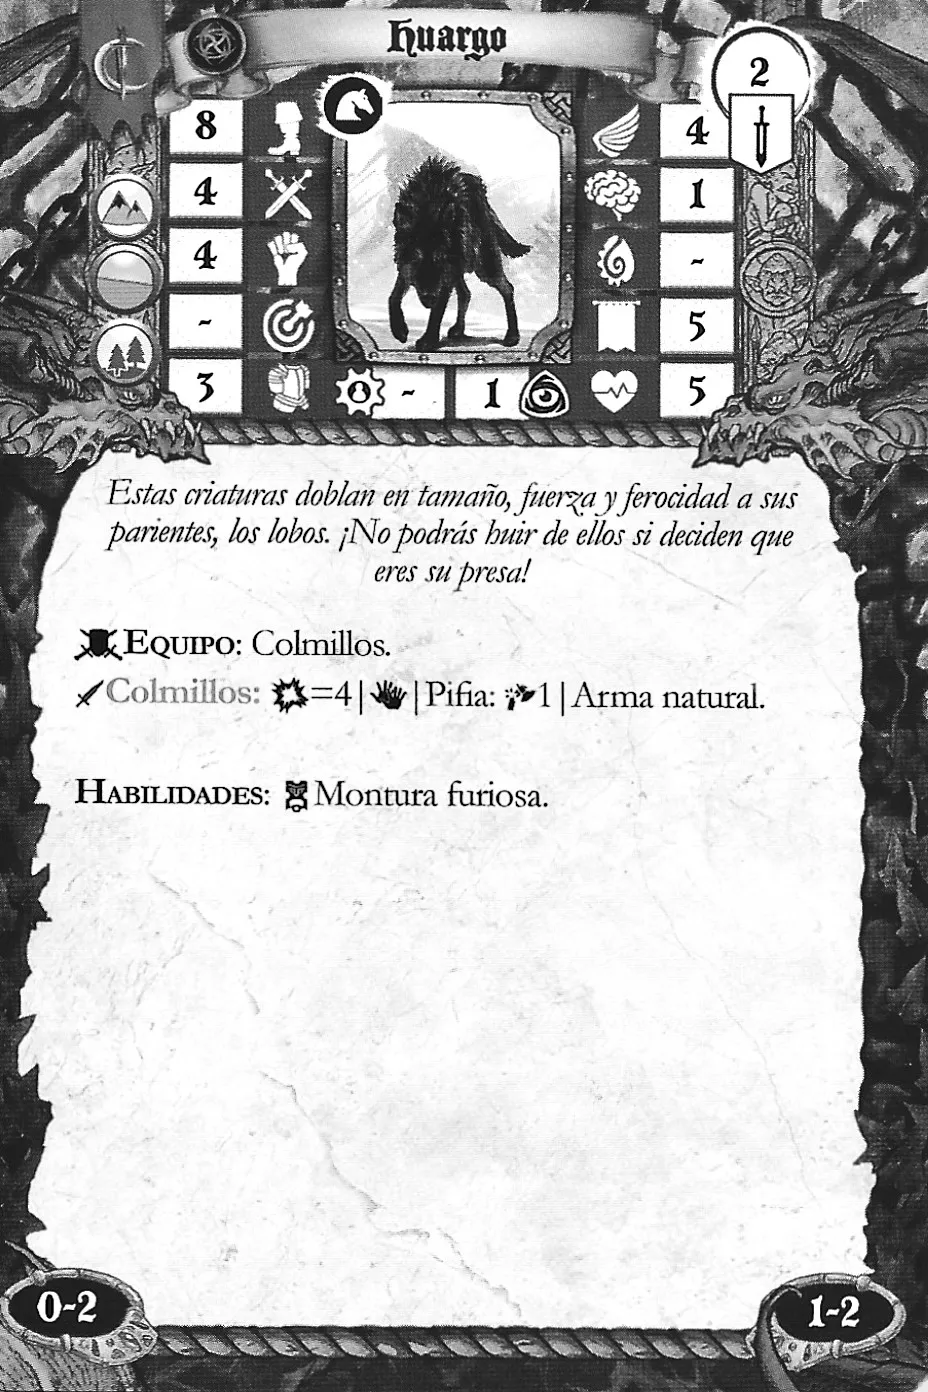 Huargo
2
8
4
4
1
4
-
-
5
3
-
1
5
Estas criaturas doblan en tamaño, fuerza y ferocidad a sus
parientes, los lobos. ¡No podrás huir de ellos si deciden que
eres su presa!
EQUIPO: Colmillos.
Colmillos: =4 | | Pifia: 1 | Arma natural.
HABILIDADES: Montura furiosa.
0-2
1-2